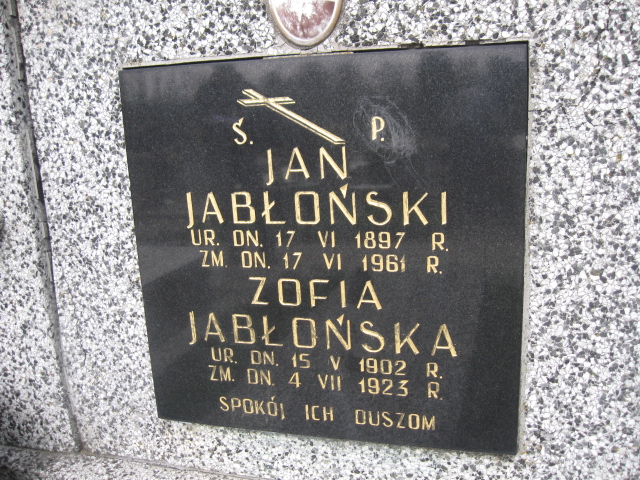 Ś. P.
JAN
JABŁOŃSKI
UR. DN. 17 VI 1897 R.
ZM. DN. 17 VI 1961 R.
ZOFIA
JABŁOŃSKA
UR. DN. 15 V 1902 R.
ZM. DN. 4 VII 1923 R.
SPOKÓJ ICH DUSZOM